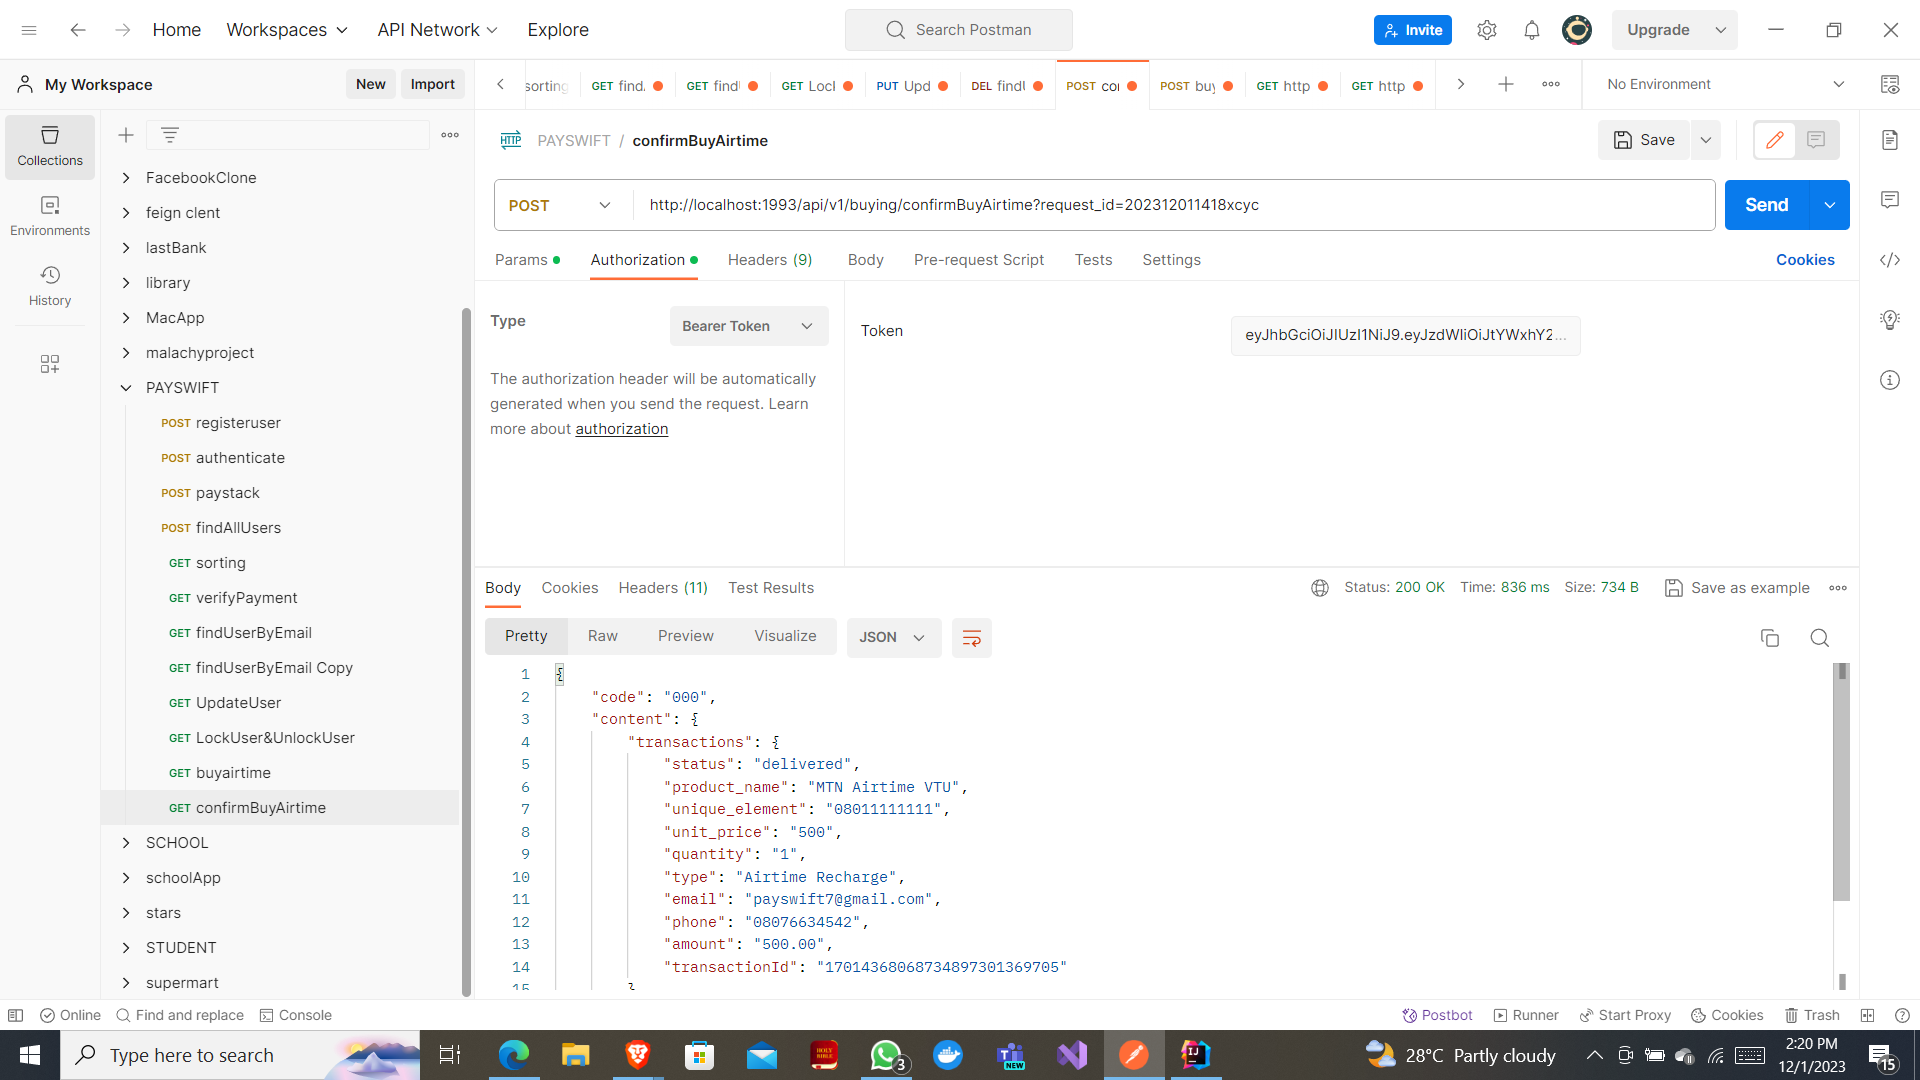 Home
Workspaces
API Network
Explore
Search Postman
Invite
Upgrade
My Workspace
New
Import
sorting
GET find.
GET find
GET Locl
PUT Upd
DEL find
POST co
POST buy
GET http
GET http
No Environment
Collections
Environments
History
FacebookClone
feign clent
lastBank
library
MacApp
malachyproject
PAYSWIFT
POST registeruser
POST authenticate
POST paystack
POST findAllUsers
GET sorting
GET verifyPayment
GET findUserByEmail
GET findUserByEmail Copy
GET UpdateUser
GET LockUser&UnlockUser
GET buyairtime
GET confirmBuyAirtime
SCHOOL
schoolApp
stars
STUDENT
supermart
HTTP PAYSWIFT / confirmBuyAirtime
Save
POST
http://localhost:1993/api/v1/buying/confirmBuyAirtime?request_id=202312011418xcyc
Send
Params
Authorization
Headers (9)
Body
Pre-request Script
Tests
Settings
Cookies
Type
Bearer Token
The authorization header will be automatically
generated when you send the request. Learn
more about authorization
Token
eyJhbGciOiJIUzI1NiJ9.eyJzdWIiOiJtYWxhY2...
Body
Cookies
Headers (11)
Test Results
Status: 200 OK
Time: 836 ms
Size: 734 B
Save as example
Pretty
Raw
Preview
Visualize
JSON
1 {
2 "code": "000",
3 "content": {
4 "transactions": {
5 "status": "delivered",
6 "product_name": "MTN Airtime VTU",
7 "unique_element": "08011111111",
8 "unit_price": "500",
9 "quantity": "1",
10 "type": "Airtime Recharge",
11 "email": "payswift7@gmail.com",
12 "phone": "08076634542",
13 "amount": "500.00",
14 "transactionId": "17014368068734897301369705"
15 }
Online
Find and replace
Console
Postbot
Runner
Start Proxy
Cookies
Trash
Type here to search
HOLY BIBLE
3
NEW
IJ
28°C Partly cloudy
2:20 PM
12/1/2023
15